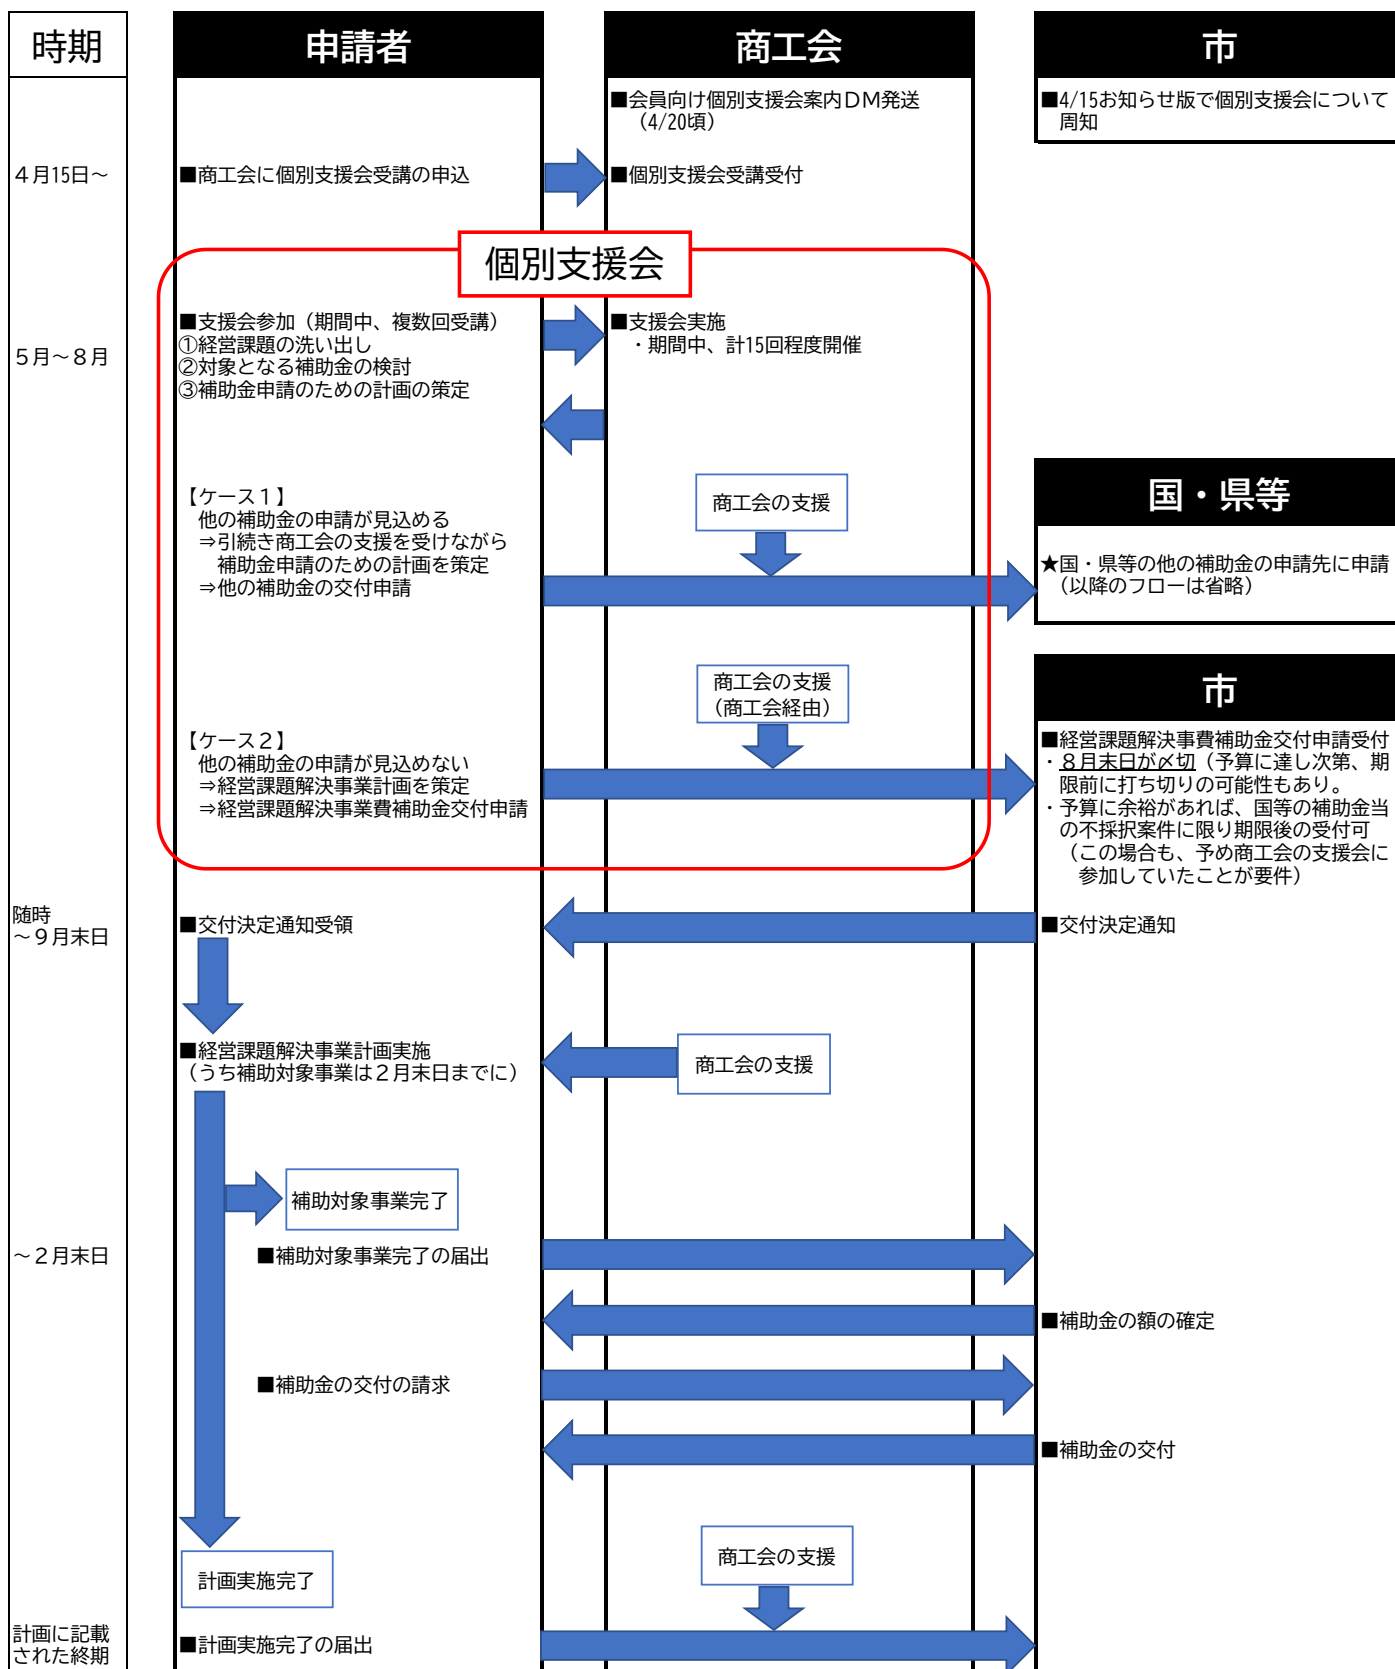 時期
申請者
商工会
市
■会員向け個別支援会案内ＤＭ発送
（4/20頃）
■4/15お知らせ版で個別支援会について
周知
４月15日～
■商工会に個別支援会受講の申込
■個別支援会受講受付
個別支援会
５月～８月
■支援会参加（期間中、複数回受講）
①経営課題の洗い出し
②対象となる補助金の検討
③補助金申請のための計画の策定
■支援会実施
・期間中、計15回程度開催
【ケース１】
他の補助金の申請が見込める
⇒引続き商工会の支援を受けながら
補助金申請のための計画を策定
⇒他の補助金の交付申請
商工会の支援
国・県等
★国・県等の他の補助金の申請先に申請
（以降のフローは省略）
【ケース２】
他の補助金の申請が見込めない
⇒経営課題解決事業計画を策定
⇒経営課題解決事業費補助金交付申請
商工会の支援
（商工会経由）
市
■経営課題解決事費補助金交付申請受付
・８月末日が〆切（予算に達し次第、期
限前に打ち切りの可能性もあり。
・予算に余裕があれば、国等の補助金当
の不採択案件に限り期限後の受付可
（この場合も、予め商工会の支援会に
参加していたことが要件）
随時
～９月末日
■交付決定通知受領
■交付決定通知
■経営課題解決事業計画実施
（うち補助対象事業は２月末日までに）
商工会の支援
補助対象事業完了
～２月末日
■補助対象事業完了の届出
■補助金の額の確定
■補助金の交付の請求
■補助金の交付
計画実施完了
商工会の支援
計画に記載
された終期
■計画実施完了の届出